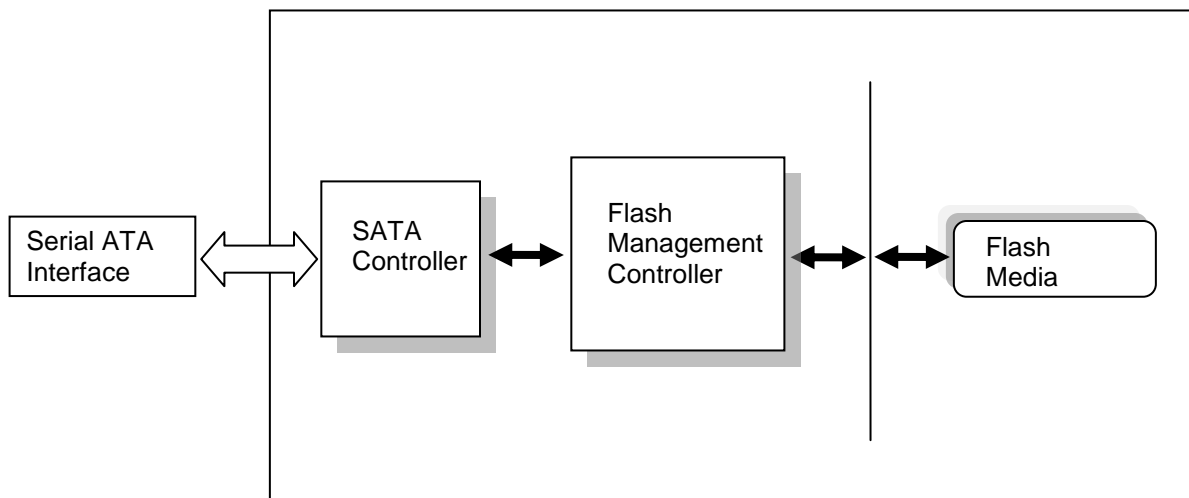 Serial ATA
Interface
SATA
Controller
Flash
Management
Controller
Flash
Media